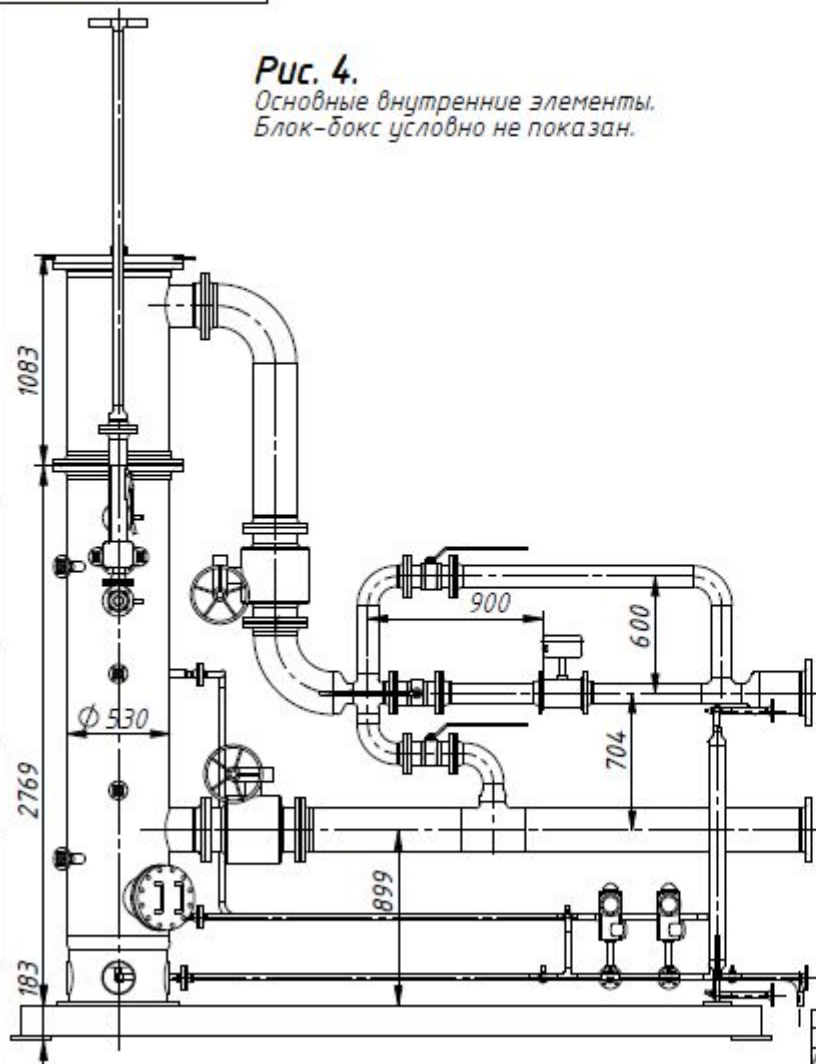 Рис. 4.
Основные внутренние элементы.
Блок-бокс условно не показан.
1083
900
600
Ф 530
704
2769
899
183